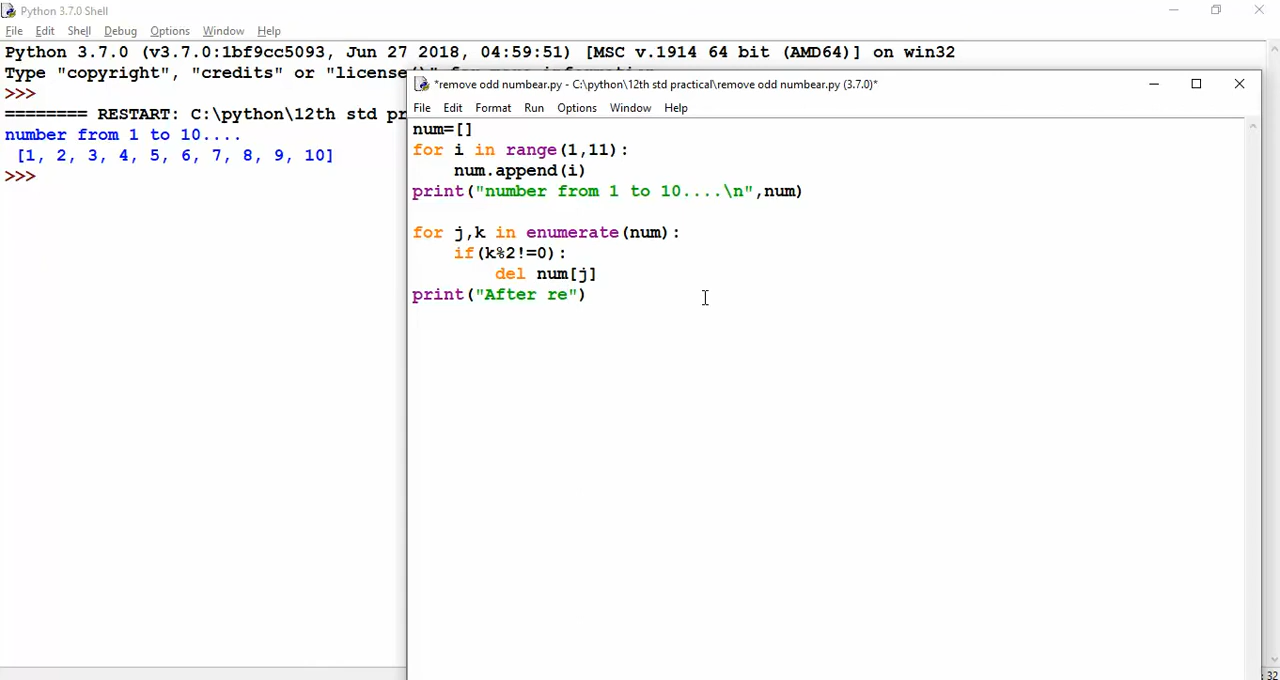 Python 3.7.0 Shell
File Edit Shell Debug Options Window Help
Python 3.7.0 (v3.7.0:1bf9cc5093, Jun 27 2018, 04:59:51) [MSC v.1914 64 bit (AMD64)] on win32
Type "copyright", "credits" or "license
>>>
======== RESTART: C:\python\12th std pr
number from 1 to 10....
[1, 2, 3, 4, 5, 6, 7, 8, 9, 10]
>>>
*remove odd numbear.py - C:\python\12th std practical\remove odd numbear.py (3.7.0)*
File Edit Format Run Options Window Help
num=[]
for i in range(1,11):
    num.append(i)
print("number from 1 to 10....\n",num)
for j,k in enumerate(num):
    if(k%2!=0):
        del num[j]
print("After re")
: 32